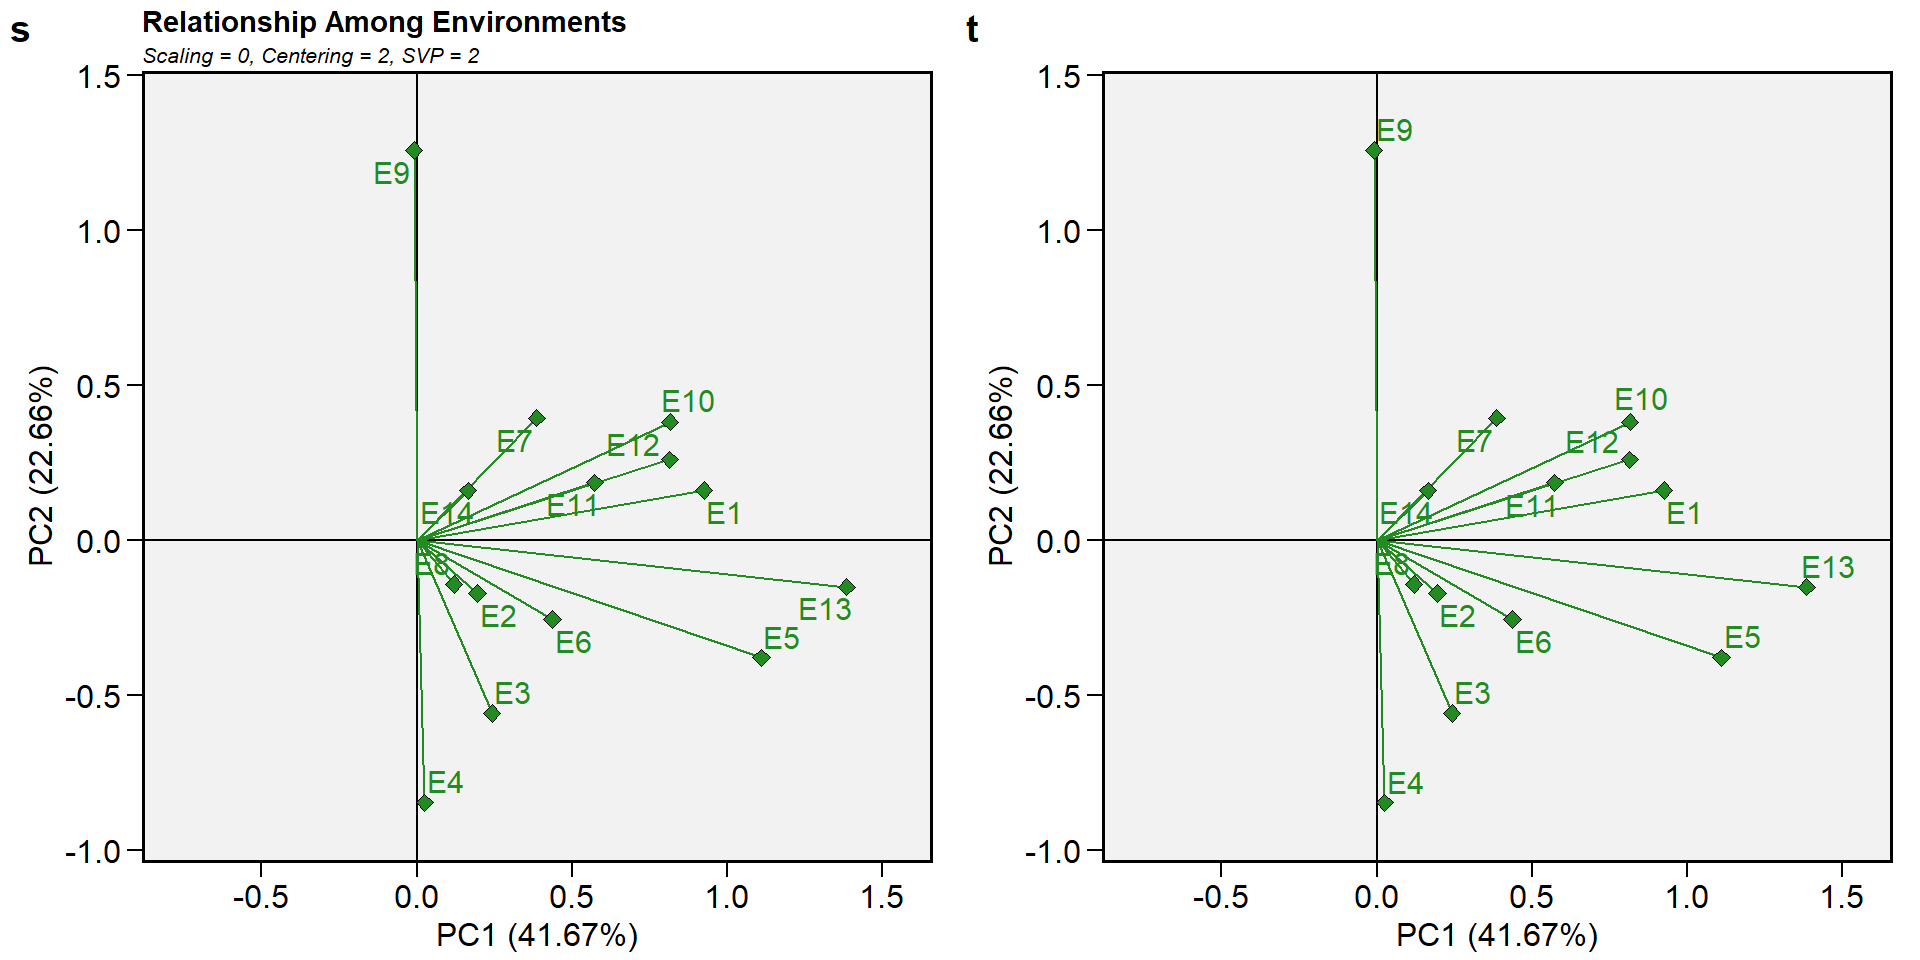 s
Relationship Among Environments
Scaling = 0, Centering = 2, SVP = 2
1.5
1.0
0.5
0.0
-0.5
-1.0
PC2 (22.66%)
E9
E10
E7
E12
E14
E11
E1
E8
E2
E6
E13
E5
E3
E4
-0.5
0.0
0.5
1.0
1.5
PC1 (41.67%)
t
1.5
1.0
0.5
0.0
-0.5
-1.0
PC2 (22.66%)
E9
E10
E7
E12
E14
E11
E1
E8
E2
E6
E13
E5
E3
E4
-0.5
0.0
0.5
1.0
1.5
PC1 (41.67%)